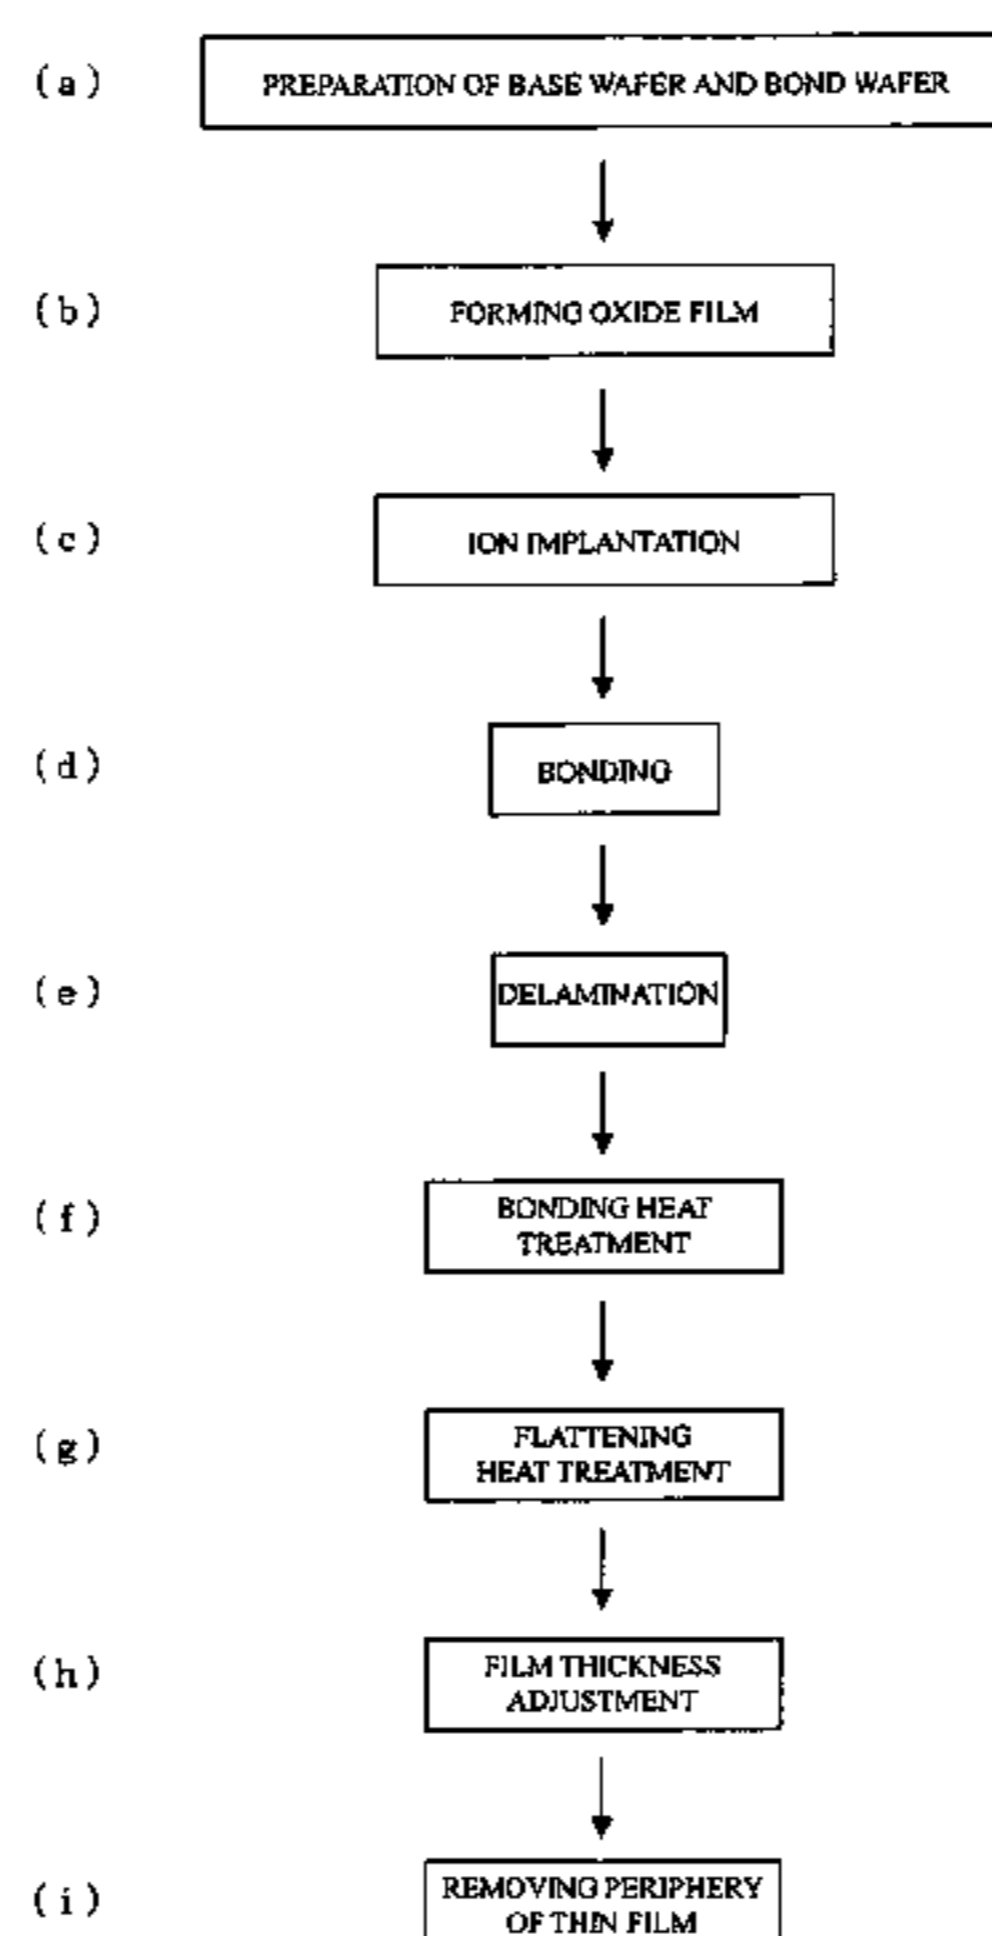 (a) PREPARATION OF BASE WAFER AND BOND WAFER
(b) FORMING OXIDE FILM
(c) ION IMPLANTATION
(d) BONDING
(e) DELAMINATION
(f) BONDING HEAT
TREATMENT
(g) FLATTENING
HEAT TREATMENT
(h) FILM THICKNESS
ADJUSTMENT
(i) REMOVING PERIPHERY
OF THIN FILM